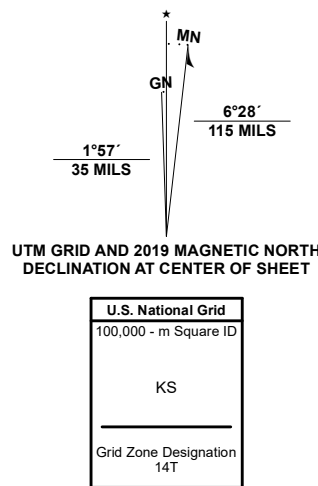 MN
GN
6°28´
115 MILS
1°57´
35 MILS
UTM GRID AND 2019 MAGNETIC NORTH
DECLINATION AT CENTER OF SHEET
U.S. National Grid
100,000 - m Square ID
KS
Grid Zone Designation
14T